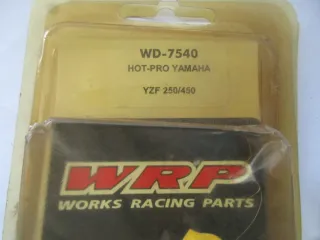 WD-7540
HOT-PRO YAMAHA
YZF 250/450
WRP
WORKS RACING PARTS